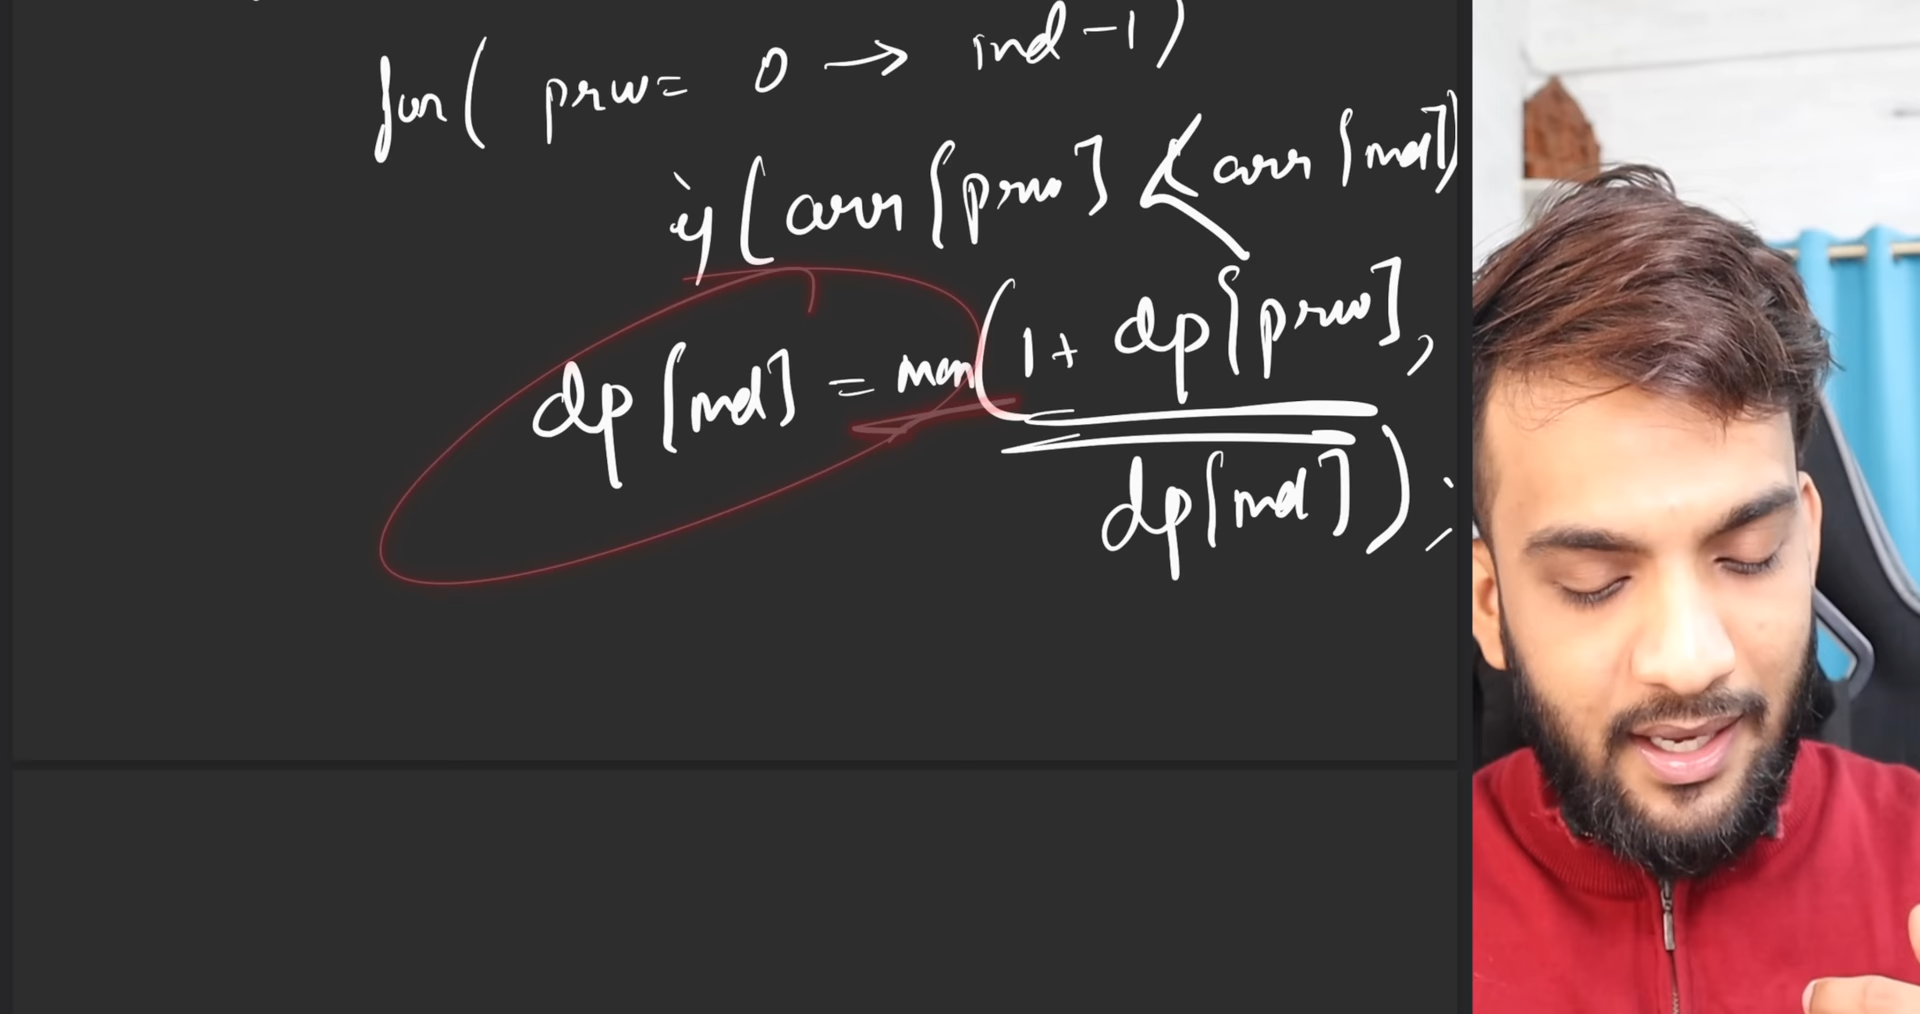 for( prev= 0 → ind-1)
if(arr[prev] < arr[ind])
dp[ind] = max(1+ dp[prev],
dp[ind]);